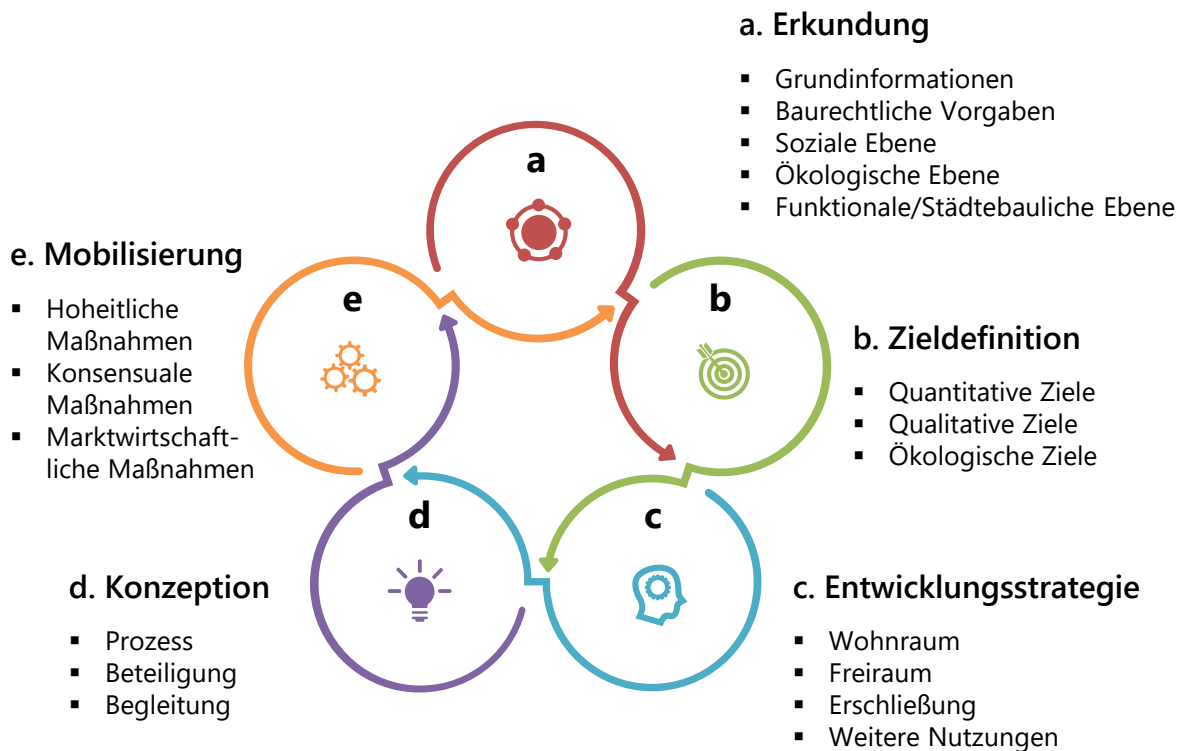 a. Erkundung
▪ Grundinformationen
▪ Baurechtliche Vorgaben
▪ Soziale Ebene
▪ Ökologische Ebene
▪ Funktionale/Städtebauliche Ebene
a
e. Mobilisierung
▪ Hoheitliche
Maßnahmen
▪ Konsensuale
Maßnahmen
▪ Marktwirtschaft-
liche Maßnahmen
e
b
b. Zieldefinition
▪ Quantitative Ziele
▪ Qualitative Ziele
▪ Ökologische Ziele
d
c
d. Konzeption
▪ Prozess
▪ Beteiligung
▪ Begleitung
c. Entwicklungsstrategie
▪ Wohnraum
▪ Freiraum
▪ Erschließung
▪ Weitere Nutzungen